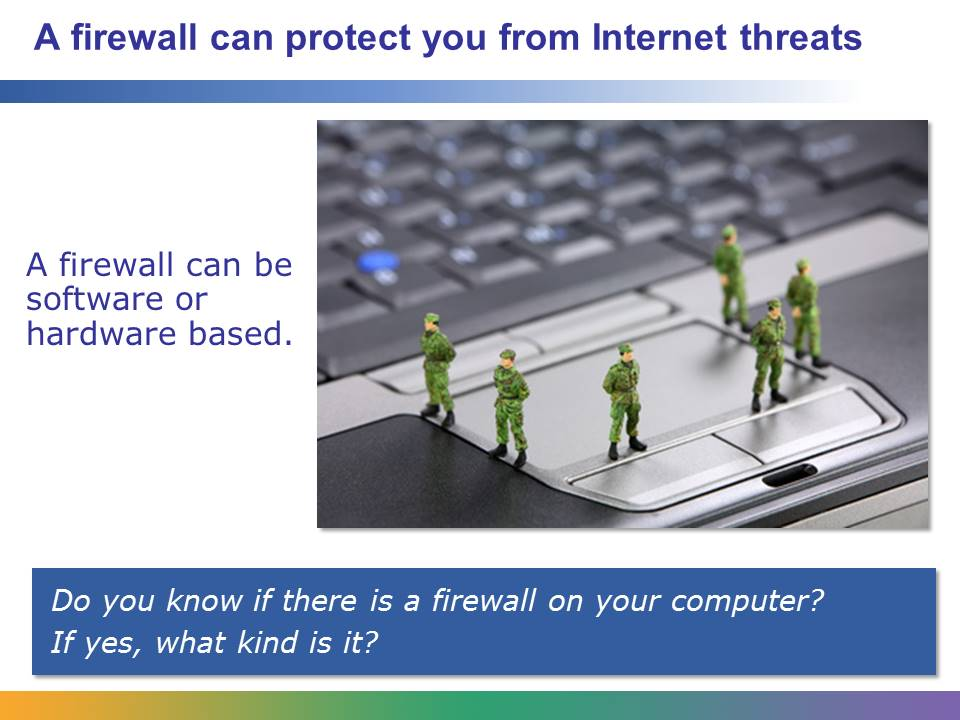 A firewall can protect you from Internet threats
A firewall can be
software or
hardware based.
Do you know if there is a firewall on your computer?
If yes, what kind is it?